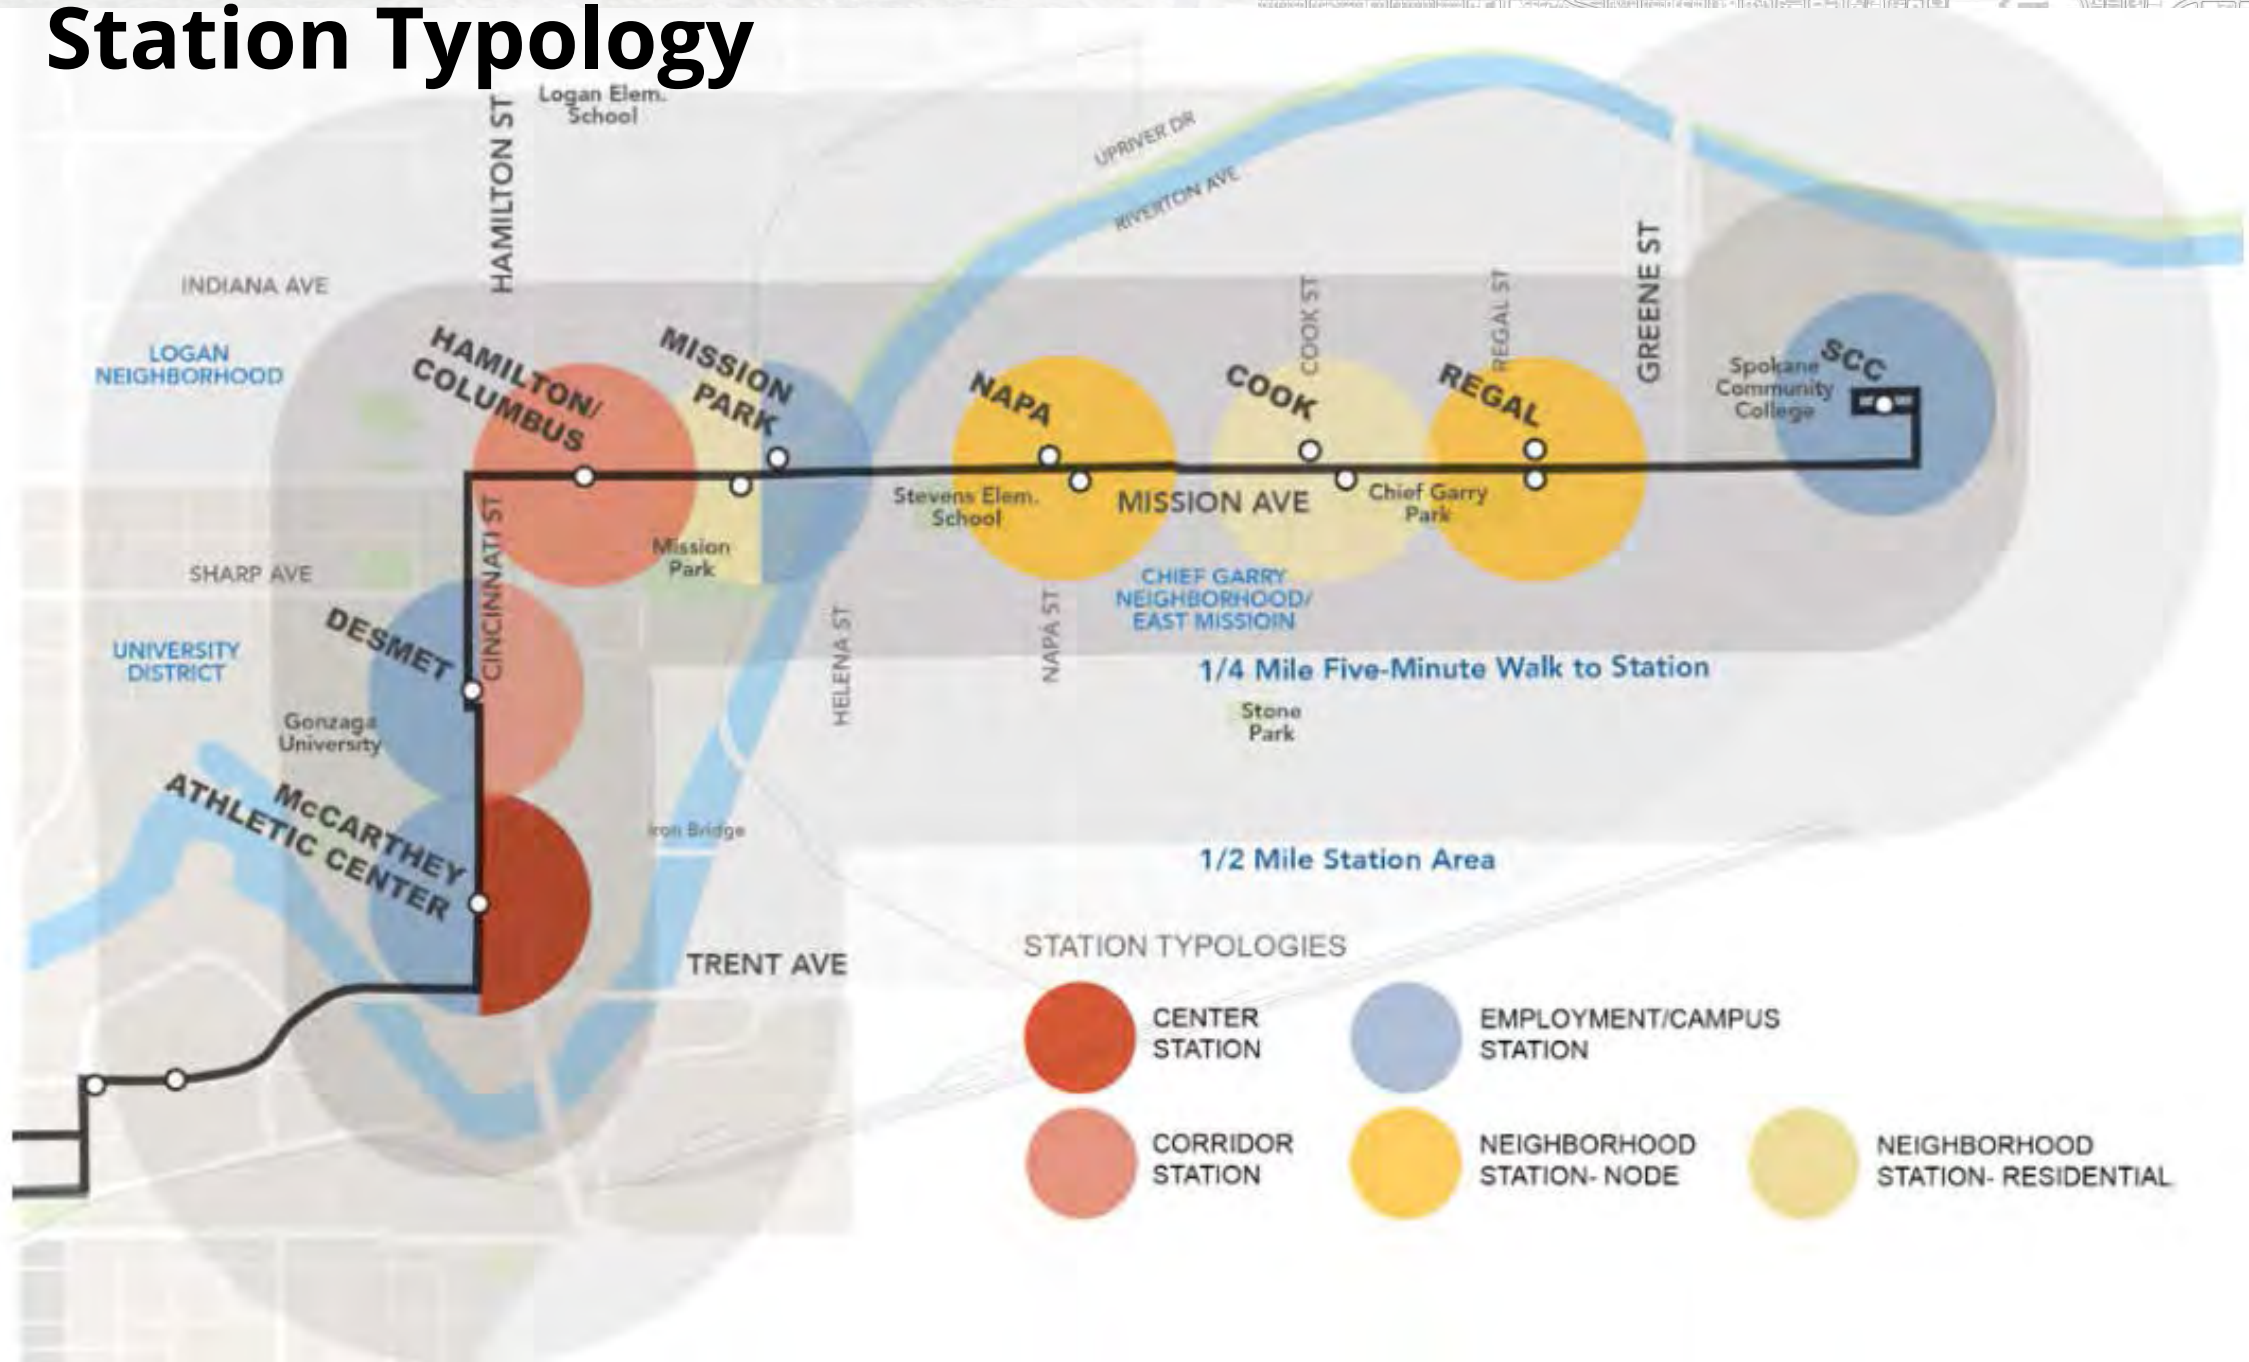 Station Typology
Logan Elem.
School
HAMILTON ST
UPRIVER DR
RIVERTON AVE
INDIANA AVE
LOGAN
NEIGHBORHOOD
HAMILTON/
COLUMBUS
MISSION
PARK
NAPA
COOK
COOK ST
REGAL
REGAL ST
GREENE ST
Spokane
Community
College
SCC
CINCINNATI ST
Stevens Elem.
School
MISSION AVE
Chief Garry
Park
Mission
Park
SHARP AVE
CHIEF GARRY
NEIGHBORHOOD/
EAST MISSIOIN
DESMET
UNIVERSITY
DISTRICT
HELENA ST
NAPA ST
1/4 Mile Five-Minute Walk to Station
Gonzaga
University
Stone
Park
McCARTHEY
ATHLETIC CENTER
Iron Bridge
1/2 Mile Station Area
TRENT AVE
STATION TYPOLOGIES
CENTER
STATION
EMPLOYMENT/CAMPUS
STATION
CORRIDOR
STATION
NEIGHBORHOOD
STATION- NODE
NEIGHBORHOOD
STATION- RESIDENTIAL